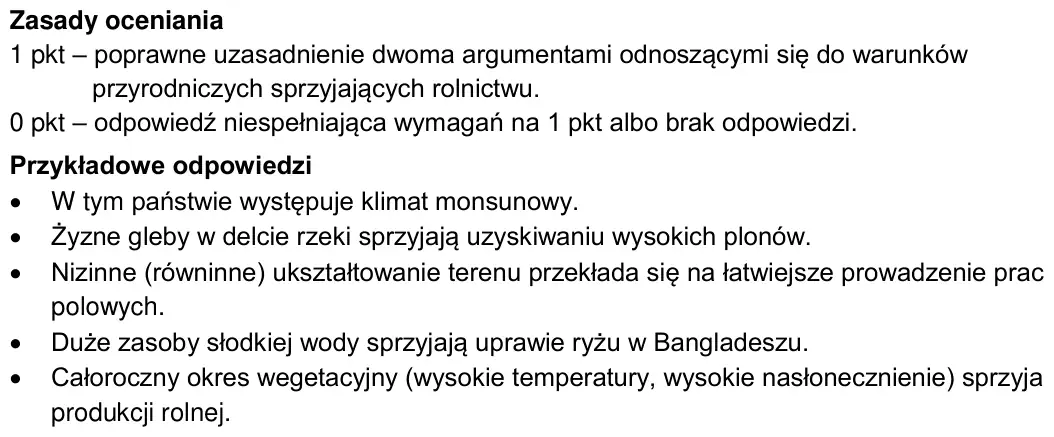 Zasady oceniania
1 pkt – poprawne uzasadnienie dwoma argumentami odnoszącymi się do warunków
przyrodniczych sprzyjających rolnictwu.
0 pkt – odpowiedź niespełniająca wymagań na 1 pkt albo brak odpowiedzi.
Przykładowe odpowiedzi
• W tym państwie występuje klimat monsunowy.
• Żyzne gleby w delcie rzeki sprzyjają uzyskiwaniu wysokich plonów.
• Nizinne (równinne) ukształtowanie terenu przekłada się na łatwiejsze prowadzenie prac
polowych.
• Duże zasoby słodkiej wody sprzyjają uprawie ryżu w Bangladeszu.
• Całoroczny okres wegetacyjny (wysokie temperatury, wysokie nasłonecznienie) sprzyja
produkcji rolnej.